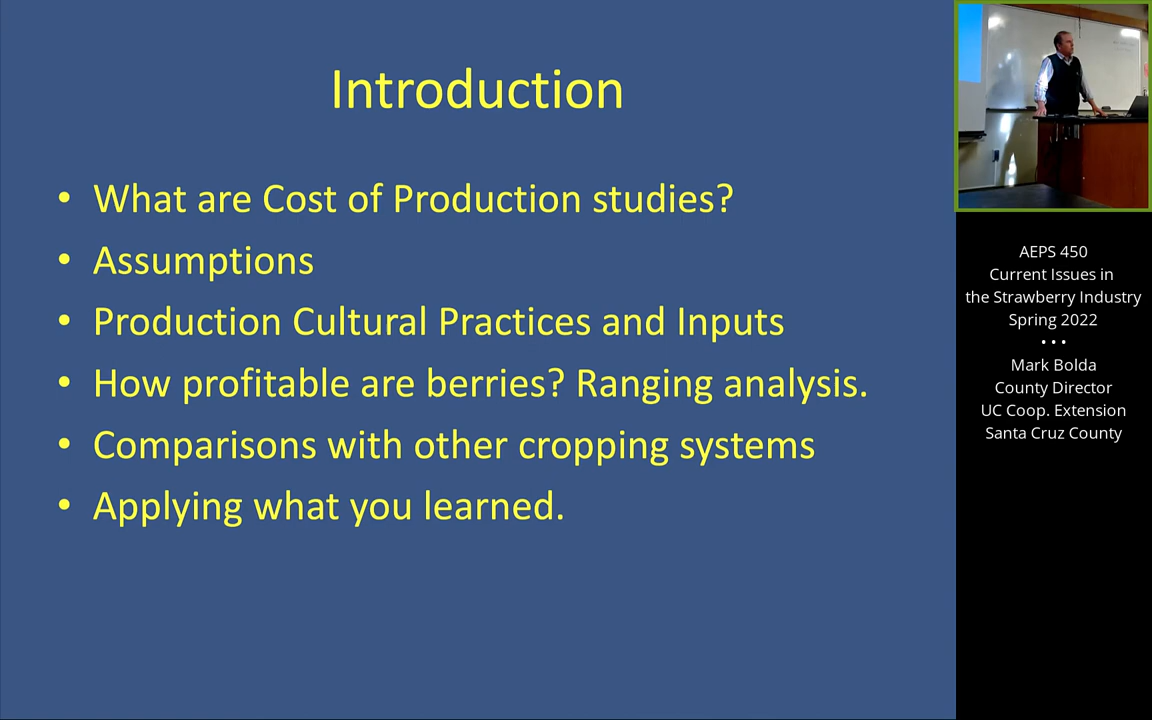 Introduction
• What are Cost of Production studies?
• Assumptions
• Production Cultural Practices and Inputs
• How profitable are berries? Ranging analysis.
• Comparisons with other cropping systems
• Applying what you learned.
AEPS 450
Current Issues in
the Strawberry Industry
Spring 2022
• • •
Mark Bolda
County Director
UC Coop. Extension
Santa Cruz County